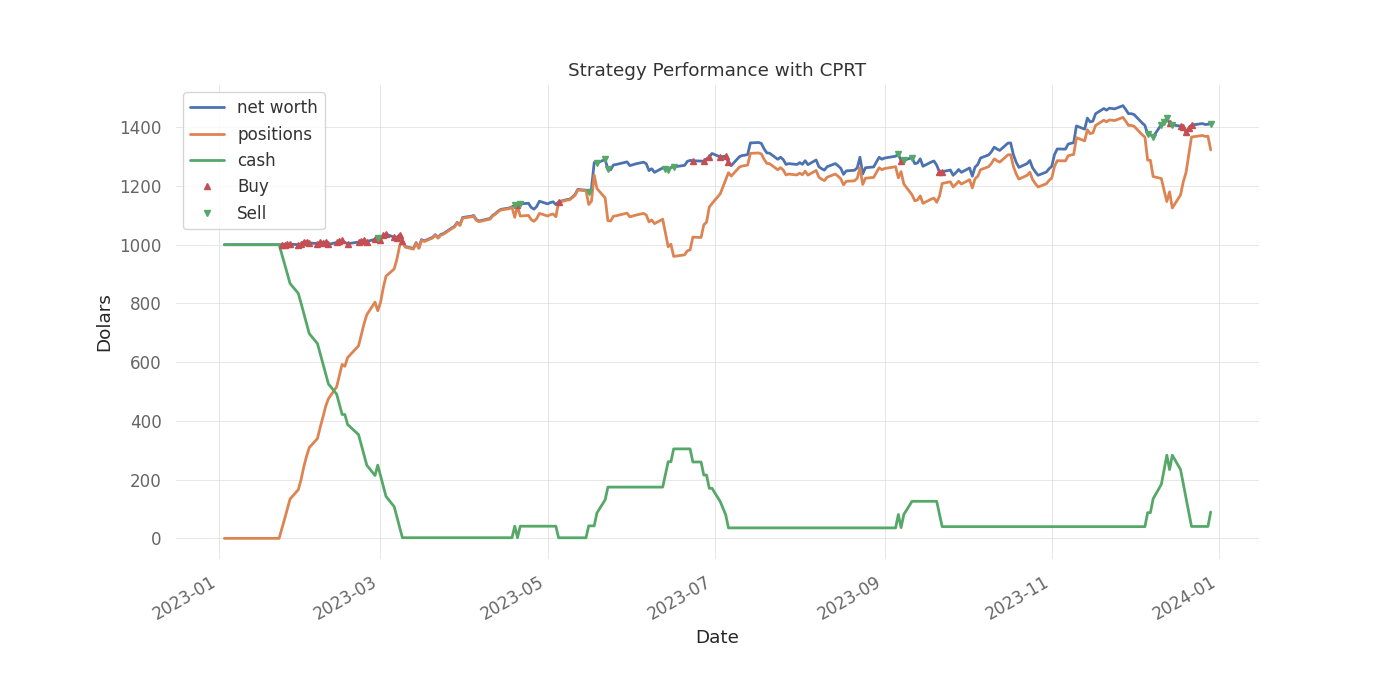 Strategy Performance with CPRT
net worth
positions
cash
Buy
Sell
1400
1200
1000
800
600
400
200
0
Dolars
2023-01
2023-03
2023-05
2023-07
2023-09
2023-11
2024-01
Date